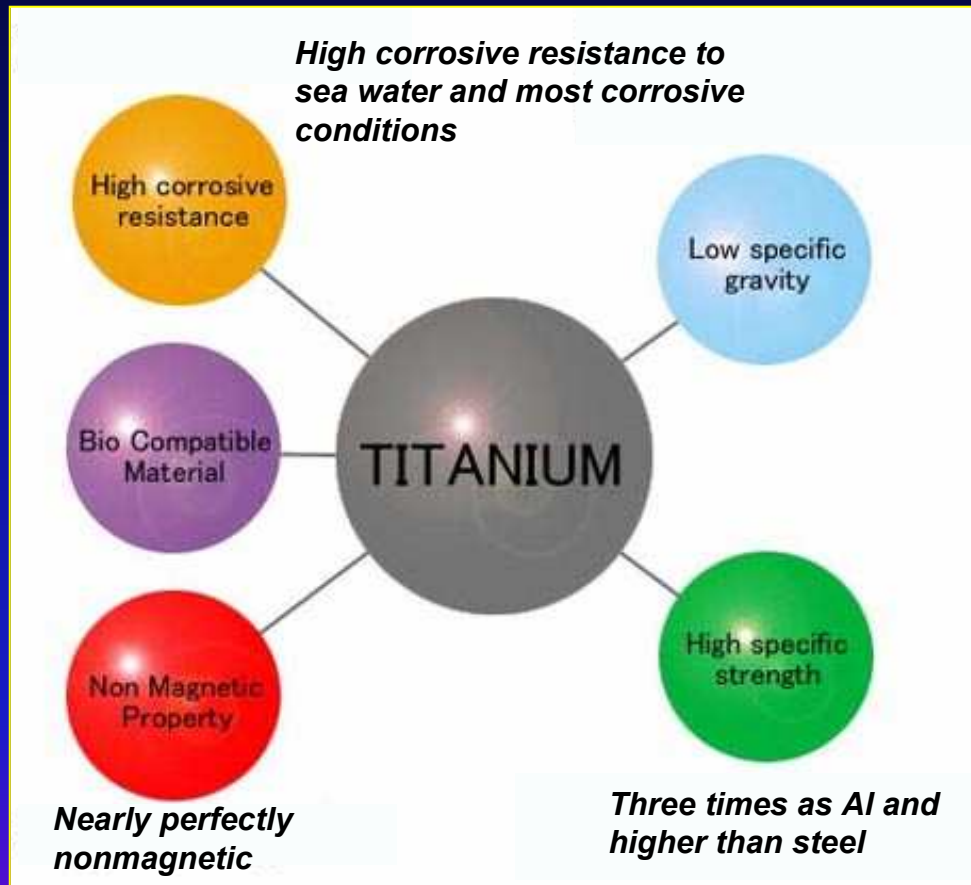 High corrosive resistance to
sea water and most corrosive
conditions
High corrosive
resistance
Low specific
gravity
Bio Compatible
Material
TITANIUM
Non Magnetic
Property
High specific
strength
Nearly perfectly
nonmagnetic
Three times as Al and
higher than steel